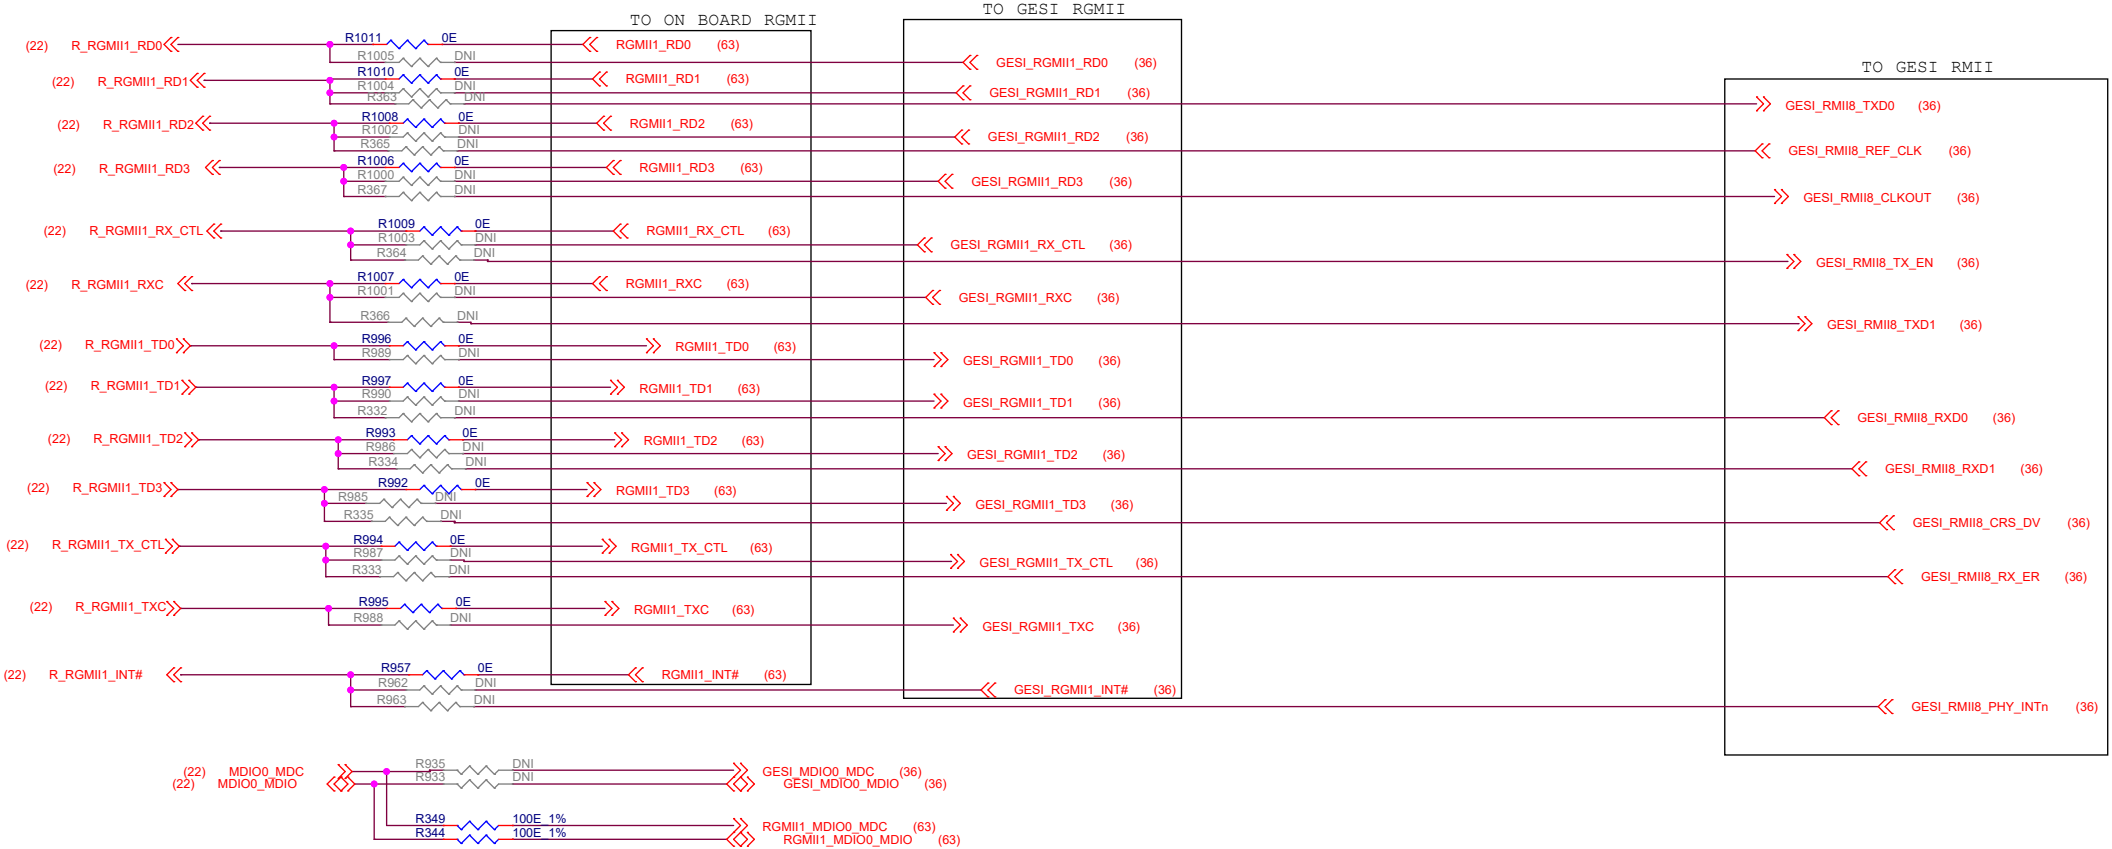 TO ON BOARD RGMII
TO GESI RGMII
TO GESI RMII
(22) R_RGMII1_RD0 R1011 0E RGMII1_RD0 (63)
R1005 DNI GESI_RGMII1_RD0 (36)
(22) R_RGMII1_RD1 R1010 0E RGMII1_RD1 (63)
R1004 DNI GESI_RGMII1_RD1 (36)
R363 DNI GESI_RMII8_TXD0 (36)
(22) R_RGMII1_RD2 R1008 0E RGMII1_RD2 (63)
R1002 DNI GESI_RGMII1_RD2 (36)
R365 DNI GESI_RMII8_REF_CLK (36)
(22) R_RGMII1_RD3 R1006 0E RGMII1_RD3 (63)
R1000 DNI GESI_RGMII1_RD3 (36)
R367 DNI GESI_RMII8_CLKOUT (36)
(22) R_RGMII1_RX_CTL R1009 0E RGMII1_RX_CTL (63)
R1003 DNI GESI_RGMII1_RX_CTL (36)
R364 DNI GESI_RMII8_TX_EN (36)
(22) R_RGMII1_RXC R1007 0E RGMII1_RXC (63)
R1001 DNI GESI_RGMII1_RXC (36)
R366 DNI GESI_RMII8_TXD1 (36)
(22) R_RGMII1_TD0 R996 0E RGMII1_TD0 (63)
R989 DNI GESI_RGMII1_TD0 (36)
(22) R_RGMII1_TD1 R997 0E RGMII1_TD1 (63)
R990 DNI GESI_RGMII1_TD1 (36)
R332 DNI GESI_RMII8_RXD0 (36)
(22) R_RGMII1_TD2 R993 0E RGMII1_TD2 (63)
R986 DNI GESI_RGMII1_TD2 (36)
R334 DNI GESI_RMII8_RXD1 (36)
(22) R_RGMII1_TD3 R992 0E RGMII1_TD3 (63)
R985 DNI GESI_RGMII1_TD3 (36)
R335 DNI GESI_RMII8_CRS_DV (36)
(22) R_RGMII1_TX_CTL R994 0E RGMII1_TX_CTL (63)
R987 DNI GESI_RGMII1_TX_CTL (36)
R333 DNI GESI_RMII8_RX_ER (36)
(22) R_RGMII1_TXC R995 0E RGMII1_TXC (63)
R988 DNI GESI_RGMII1_TXC (36)
(22) R_RGMII1_INT# R957 0E RGMII1_INT# (63)
R962 DNI GESI_RGMII1_INT# (36)
R963 DNI GESI_RMII8_PHY_INTn (36)
(22) MDIO0_MDC R935 DNI GESI_MDIO0_MDC (36)
(22) MDIO0_MDIO R933 DNI GESI_MDIO0_MDIO (36)
R349 100E_1% RGMII1_MDIO0_MDC (63)
R344 100E_1% RGMII1_MDIO0_MDIO (63)